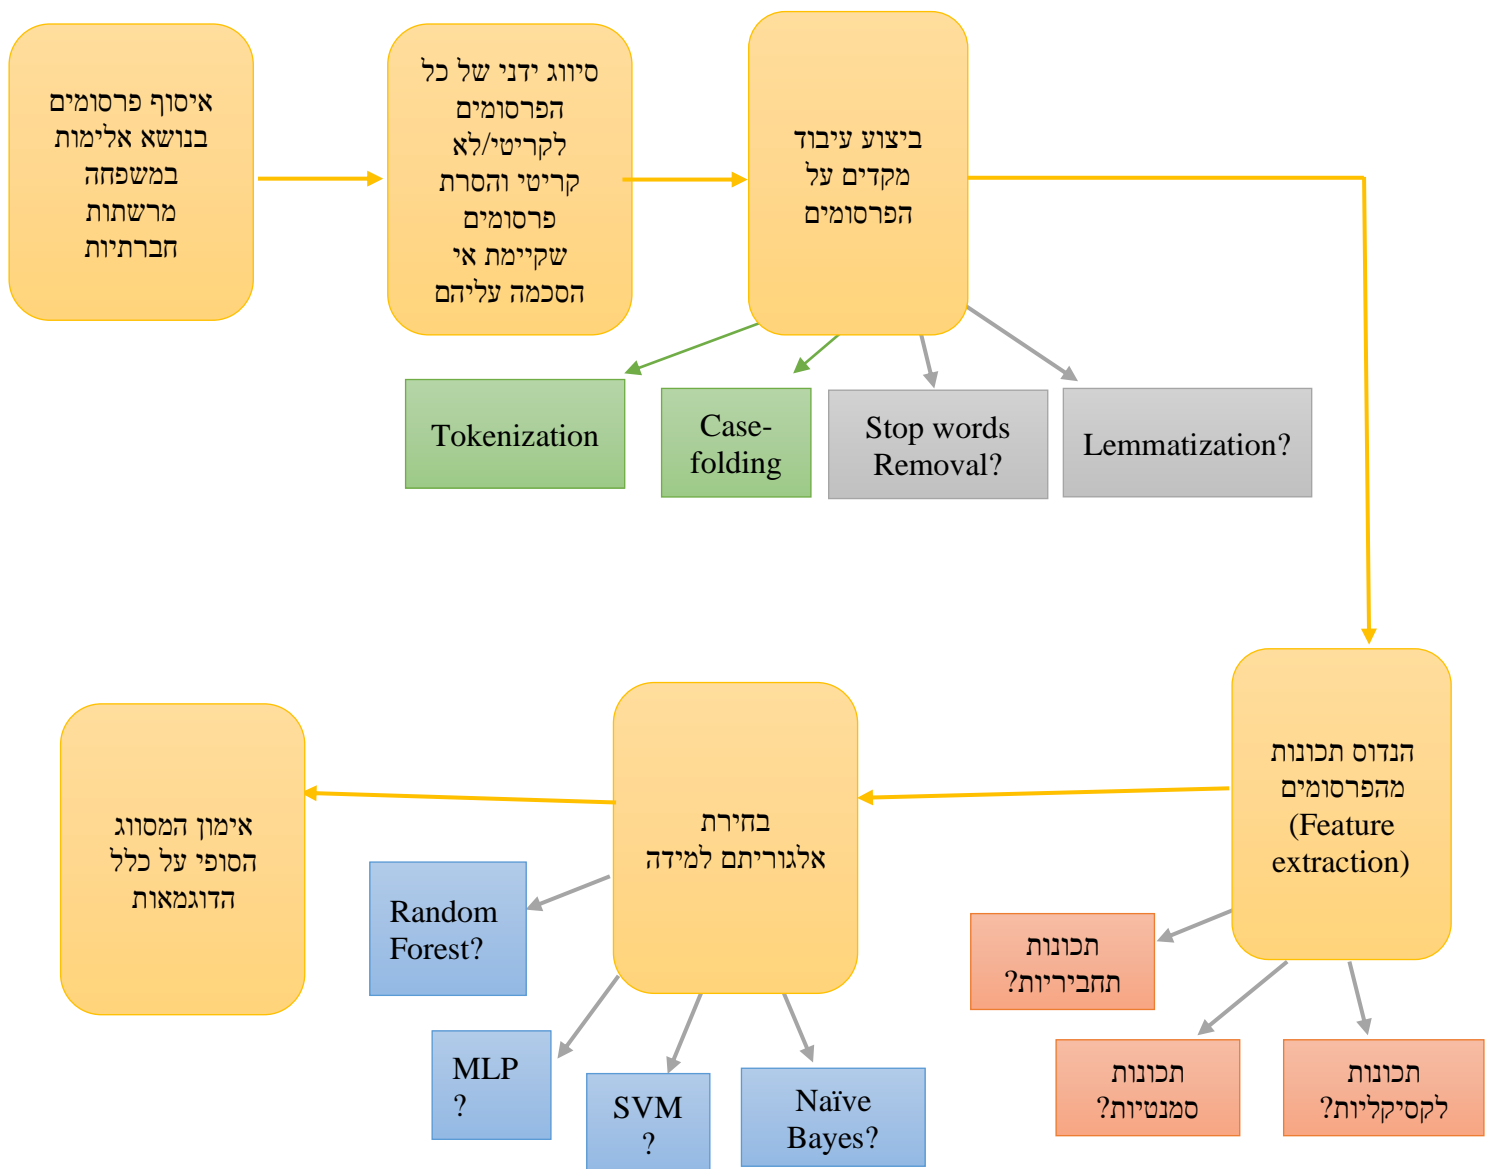 איסוף פרסומים
בנושא אלימות
במשפחה
מרשתות
חברתיות
סיווג ידני של כל
הפרסומים
לקריטי/לא
קריטי והסרת
פרסומים
שקיימת אי
הסכמה עליהם
ביצוע עיבוד
מקדים על
הפרסומים
Tokenization
Case-
folding
Stop words
Removal?
Lemmatization?
הנדוס תכונות
מהפרסומים
(Feature
extraction)
תכונות
תחביריות?
תכונות
סמנטיות?
תכונות
לקסיקליות?
בחירת
אלגוריתם למידה
Random
Forest?
MLP
?
SVM
?
Naïve
Bayes?
אימון המסווג
הסופי על כלל
הדוגמאות